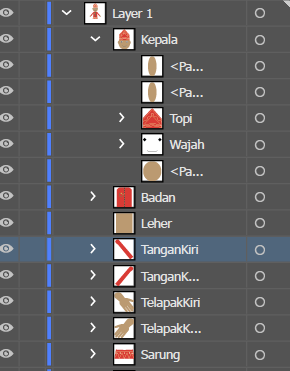 Layer 1
Kepala
<Pa...
<Pa...
Topi
Wajah
<Pa...
Badan
Leher
TanganKiri
TanganK...
TelapakKiri
TelapakK...
Sarung